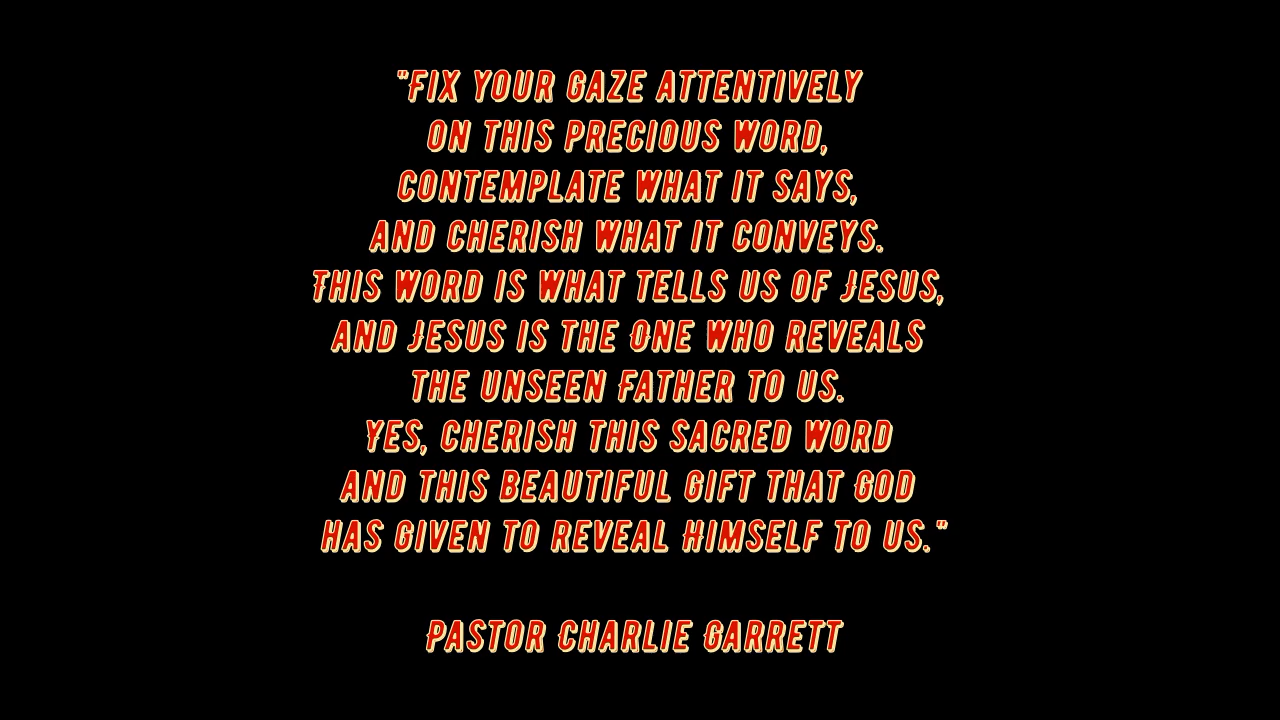 "Fix your gaze attentively
on this precious word,
contemplate what it says,
and cherish what it conveys.
This word is what tells us of Jesus,
and Jesus is the One who reveals
the unseen Father to us.
Yes, cherish this sacred word
and this beautiful gift that God
has given to reveal Himself to us."
Pastor Charlie Garrett